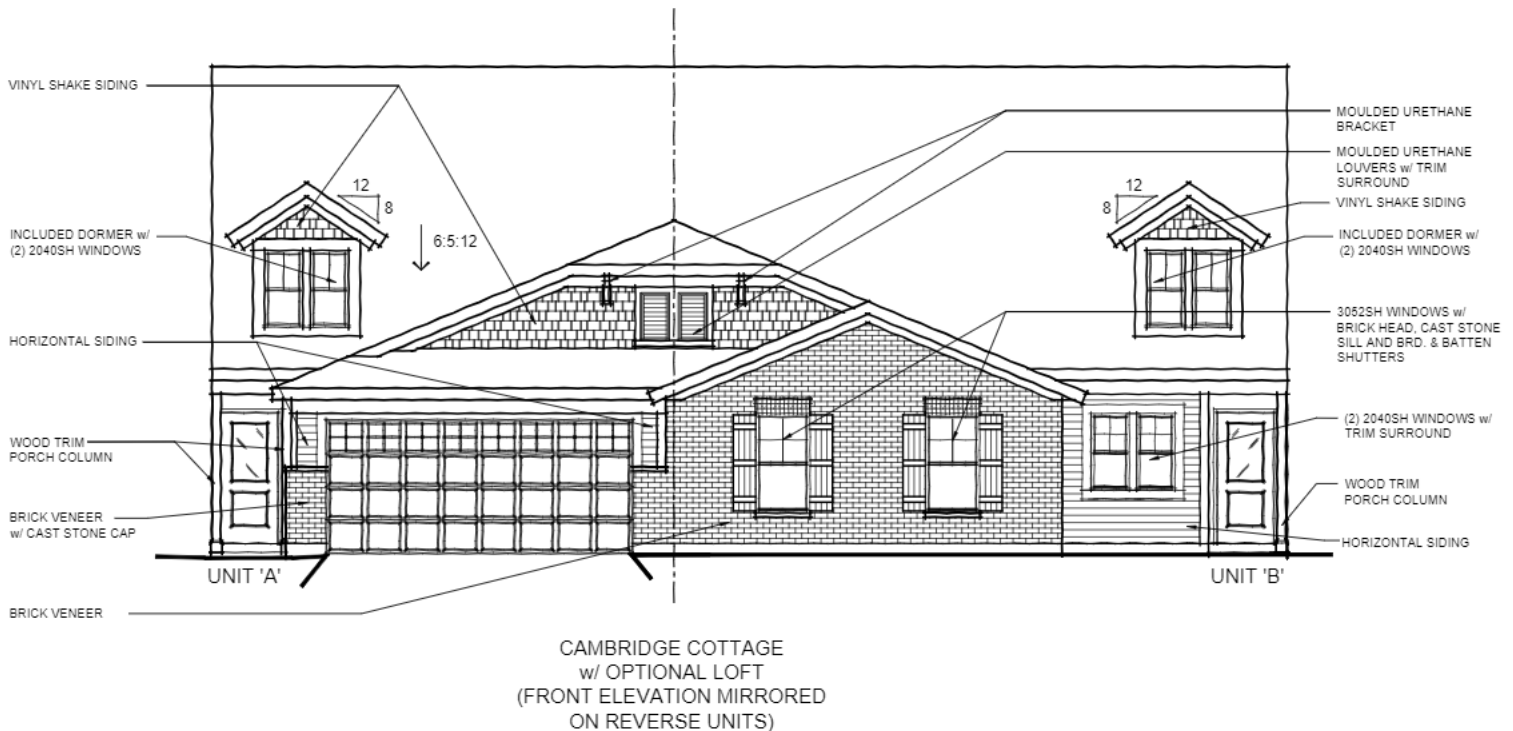 VINYL SHAKE SIDING
12
8
INCLUDED DORMER w/
(2) 2040SH WINDOWS
6:5:12
HORIZONTAL SIDING
WOOD TRIM
PORCH COLUMN
BRICK VENEER
w/ CAST STONE CAP
UNIT 'A'
BRICK VENEER
MOULDED URETHANE
BRACKET
MOULDED URETHANE
LOUVERS w/ TRIM
SURROUND
12
8
VINYL SHAKE SIDING
INCLUDED DORMER w/
(2) 2040SH WINDOWS
3052SH WINDOWS w/
BRICK HEAD, CAST STONE
SILL AND BRD. & BATTEN
SHUTTERS
(2) 2040SH WINDOWS w/
TRIM SURROUND
WOOD TRIM
PORCH COLUMN
HORIZONTAL SIDING
UNIT 'B'
CAMBRIDGE COTTAGE
w/ OPTIONAL LOFT
(FRONT ELEVATION MIRRORED
ON REVERSE UNITS)